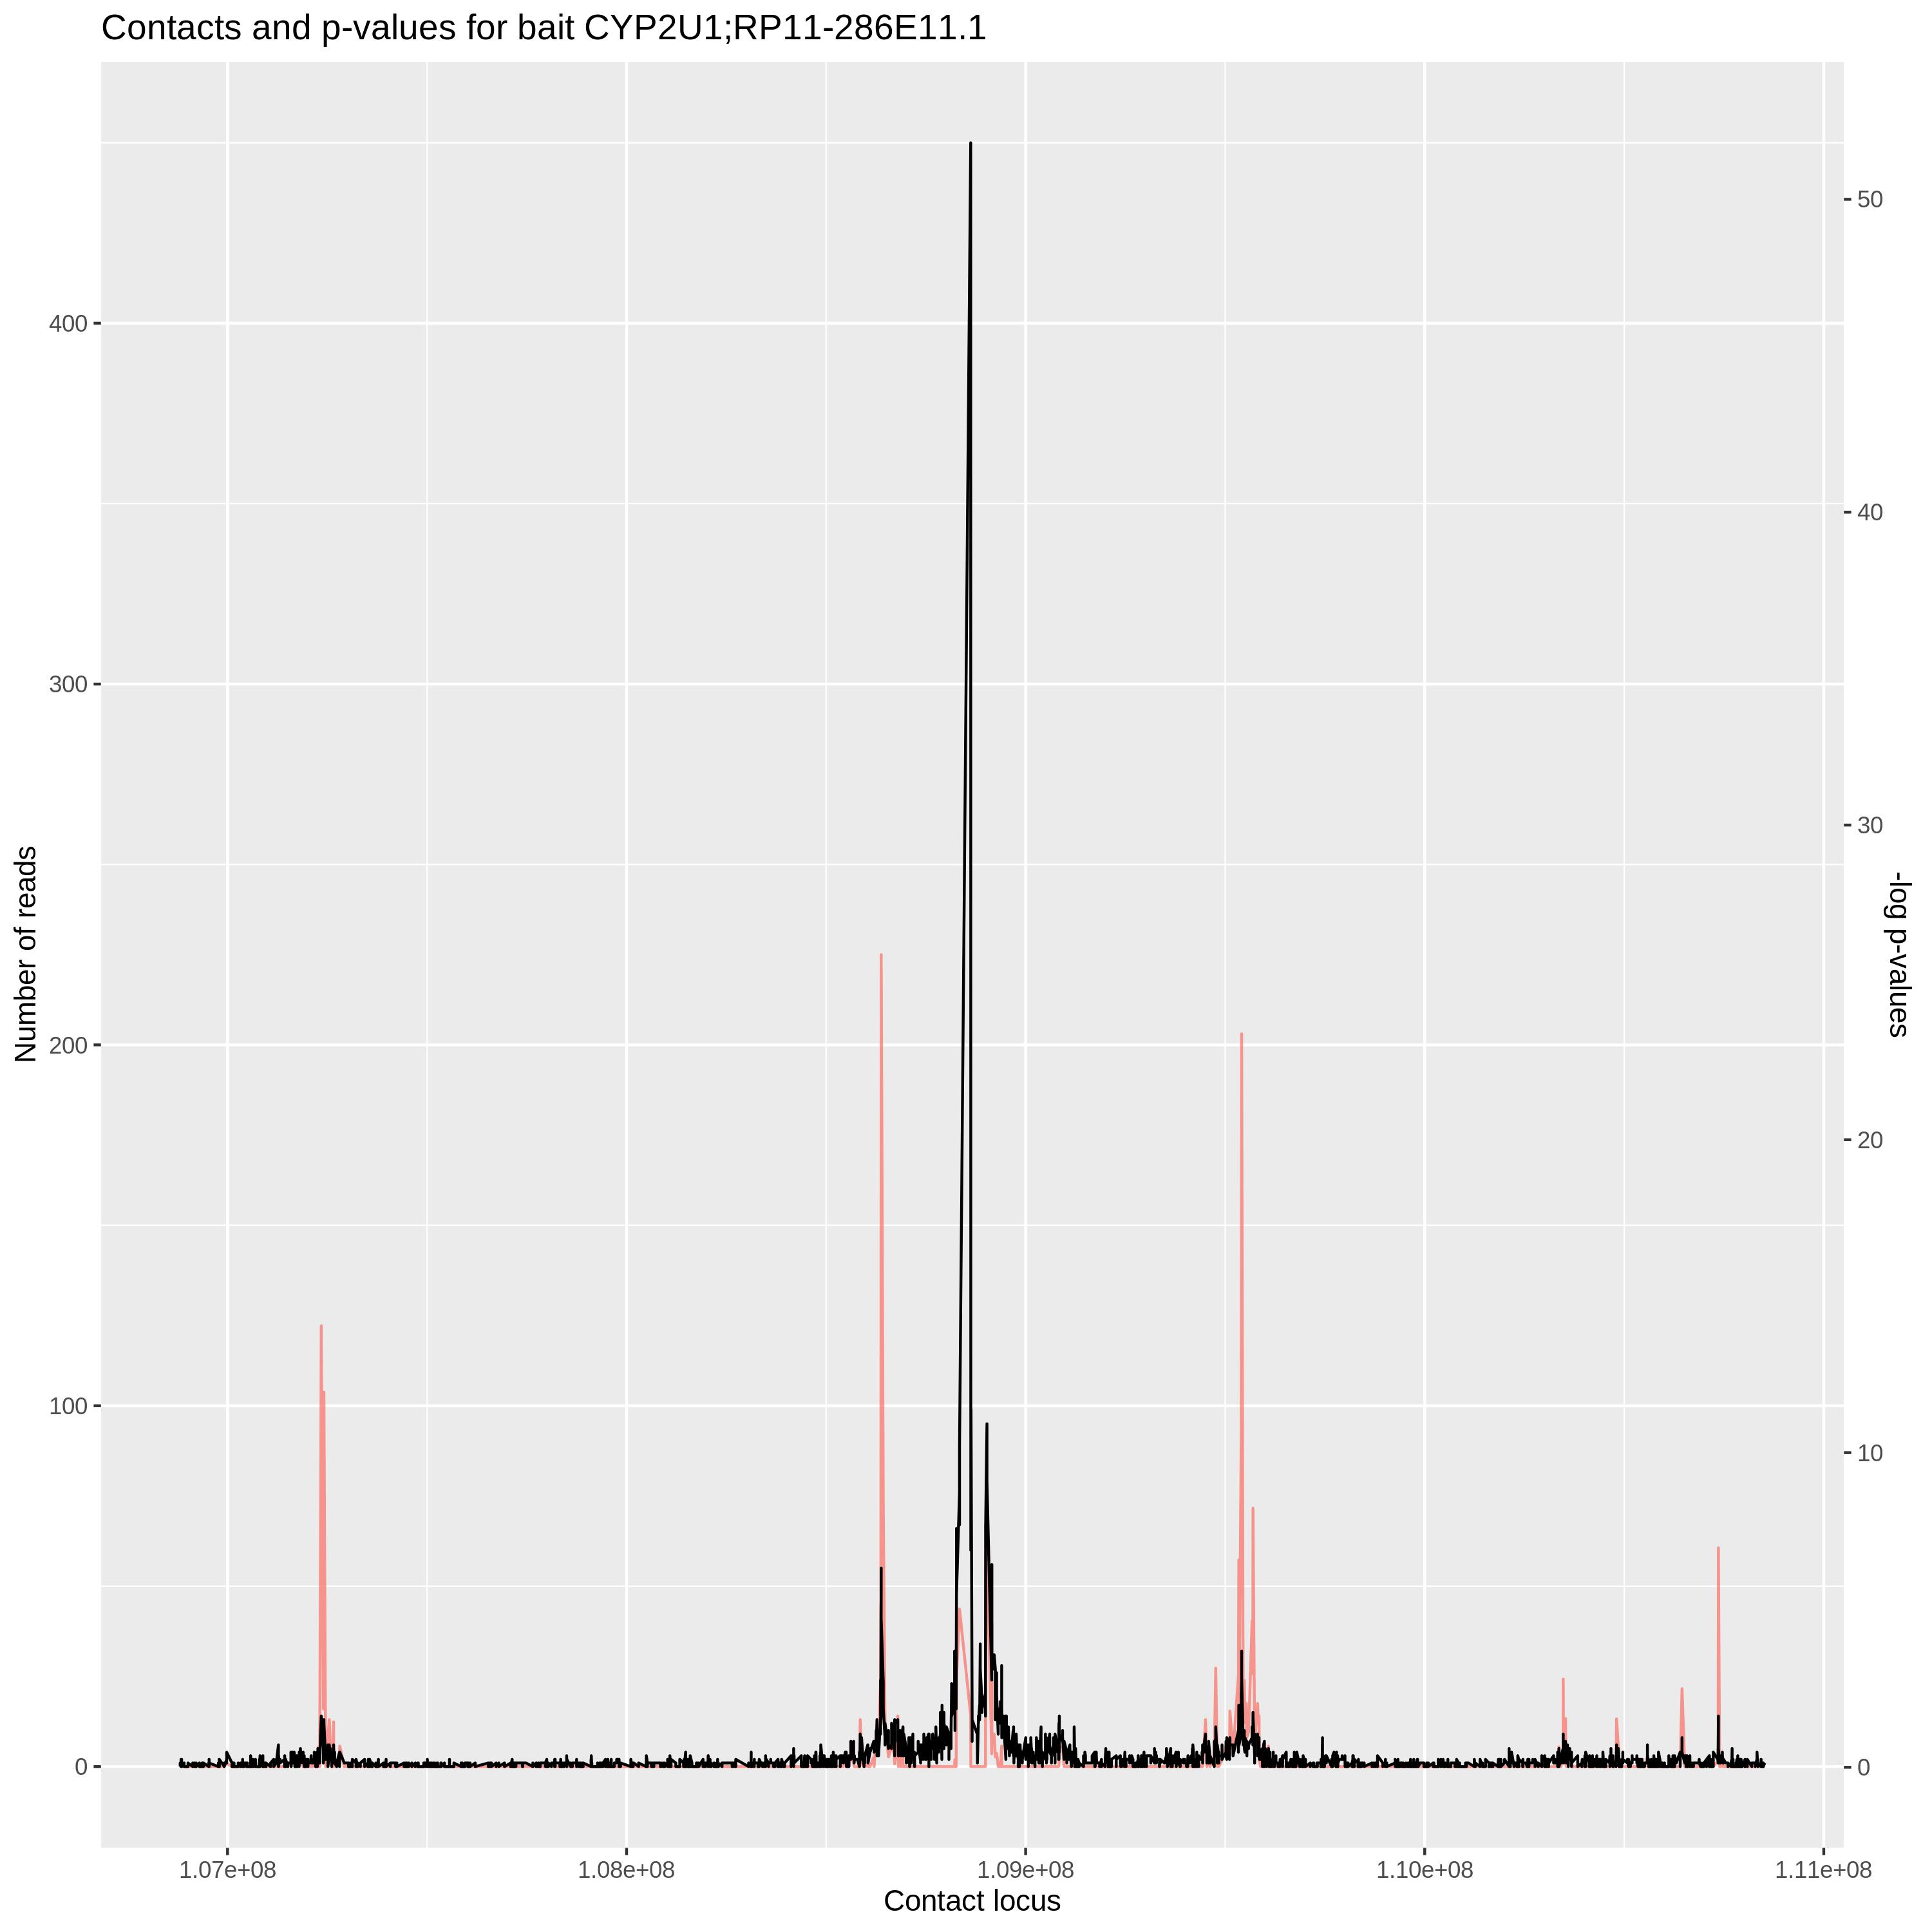 Contacts and p-values for bait CYP2U1;RP11-286E11.1
Number of reads
400
300
200
100
0
50
40
30
20
10
0
-log p-values
1.07e+08
1.08e+08
1.09e+08
1.10e+08
1.11e+08
Contact locus